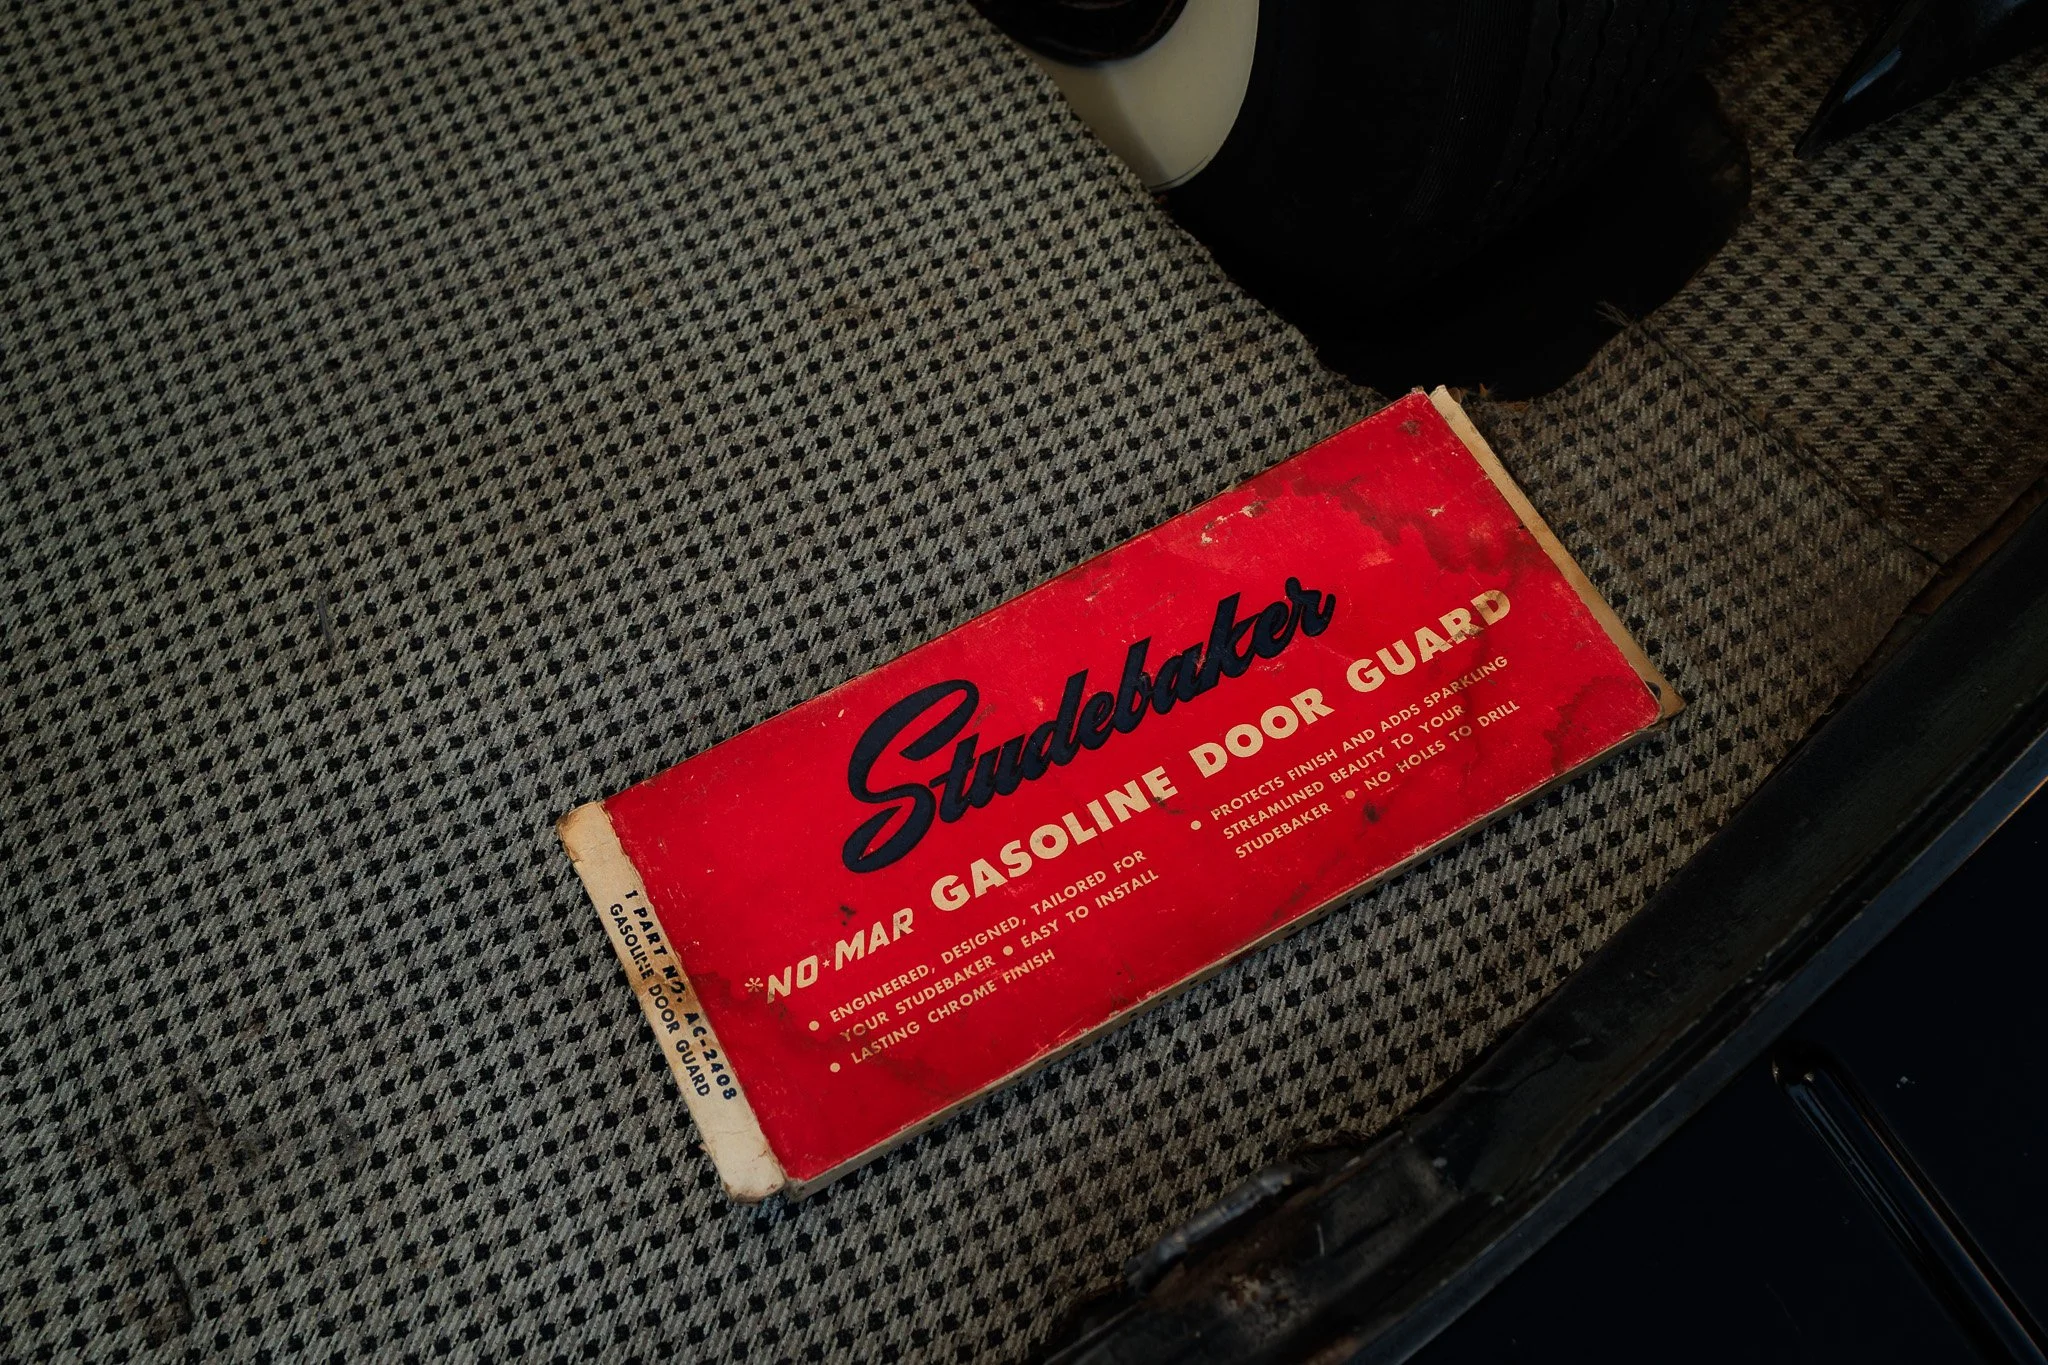 Studebaker
*NO★MAR GASOLINE DOOR GUARD
• ENGINEERED, DESIGNED, TAILORED FOR
YOUR STUDEBAKER • EASY TO INSTALL
• LASTING CHROME FINISH
• PROTECTS FINISH AND ADDS SPARKLING
STREAMLINED BEAUTY TO YOUR
STUDEBAKER • NO HOLES TO DRILL
1 PART NO. AC-2408
GASOLINE DOOR GUARD